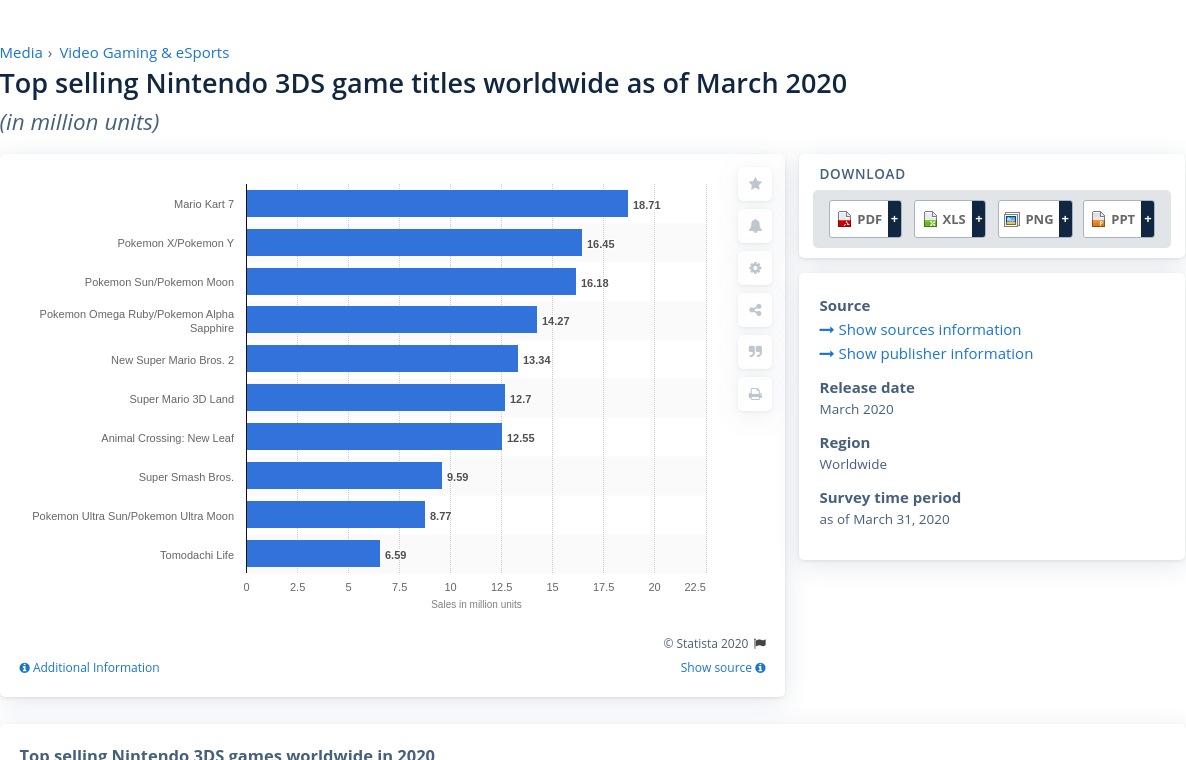 Media › Video Gaming & eSports
Top selling Nintendo 3DS game titles worldwide as of March 2020
(in million units)
Mario Kart 7 18.71
Pokemon X/Pokemon Y 16.45
Pokemon Sun/Pokemon Moon 16.18
Pokemon Omega Ruby/Pokemon Alpha
Sapphire 14.27
New Super Mario Bros. 2 13.34
Super Mario 3D Land 12.7
Animal Crossing: New Leaf 12.55
Super Smash Bros. 9.59
Pokemon Ultra Sun/Pokemon Ultra Moon 8.77
Tomodachi Life 6.59
0 2.5 5 7.5 10 12.5 15 17.5 20 22.5
Sales in million units
© Statista 2020
Additional Information
Show source
DOWNLOAD
PDF + XLS + PNG + PPT +
Source
Show sources information
Show publisher information
Release date
March 2020
Region
Worldwide
Survey time period
as of March 31, 2020
Top selling Nintendo 3DS games worldwide in 2020